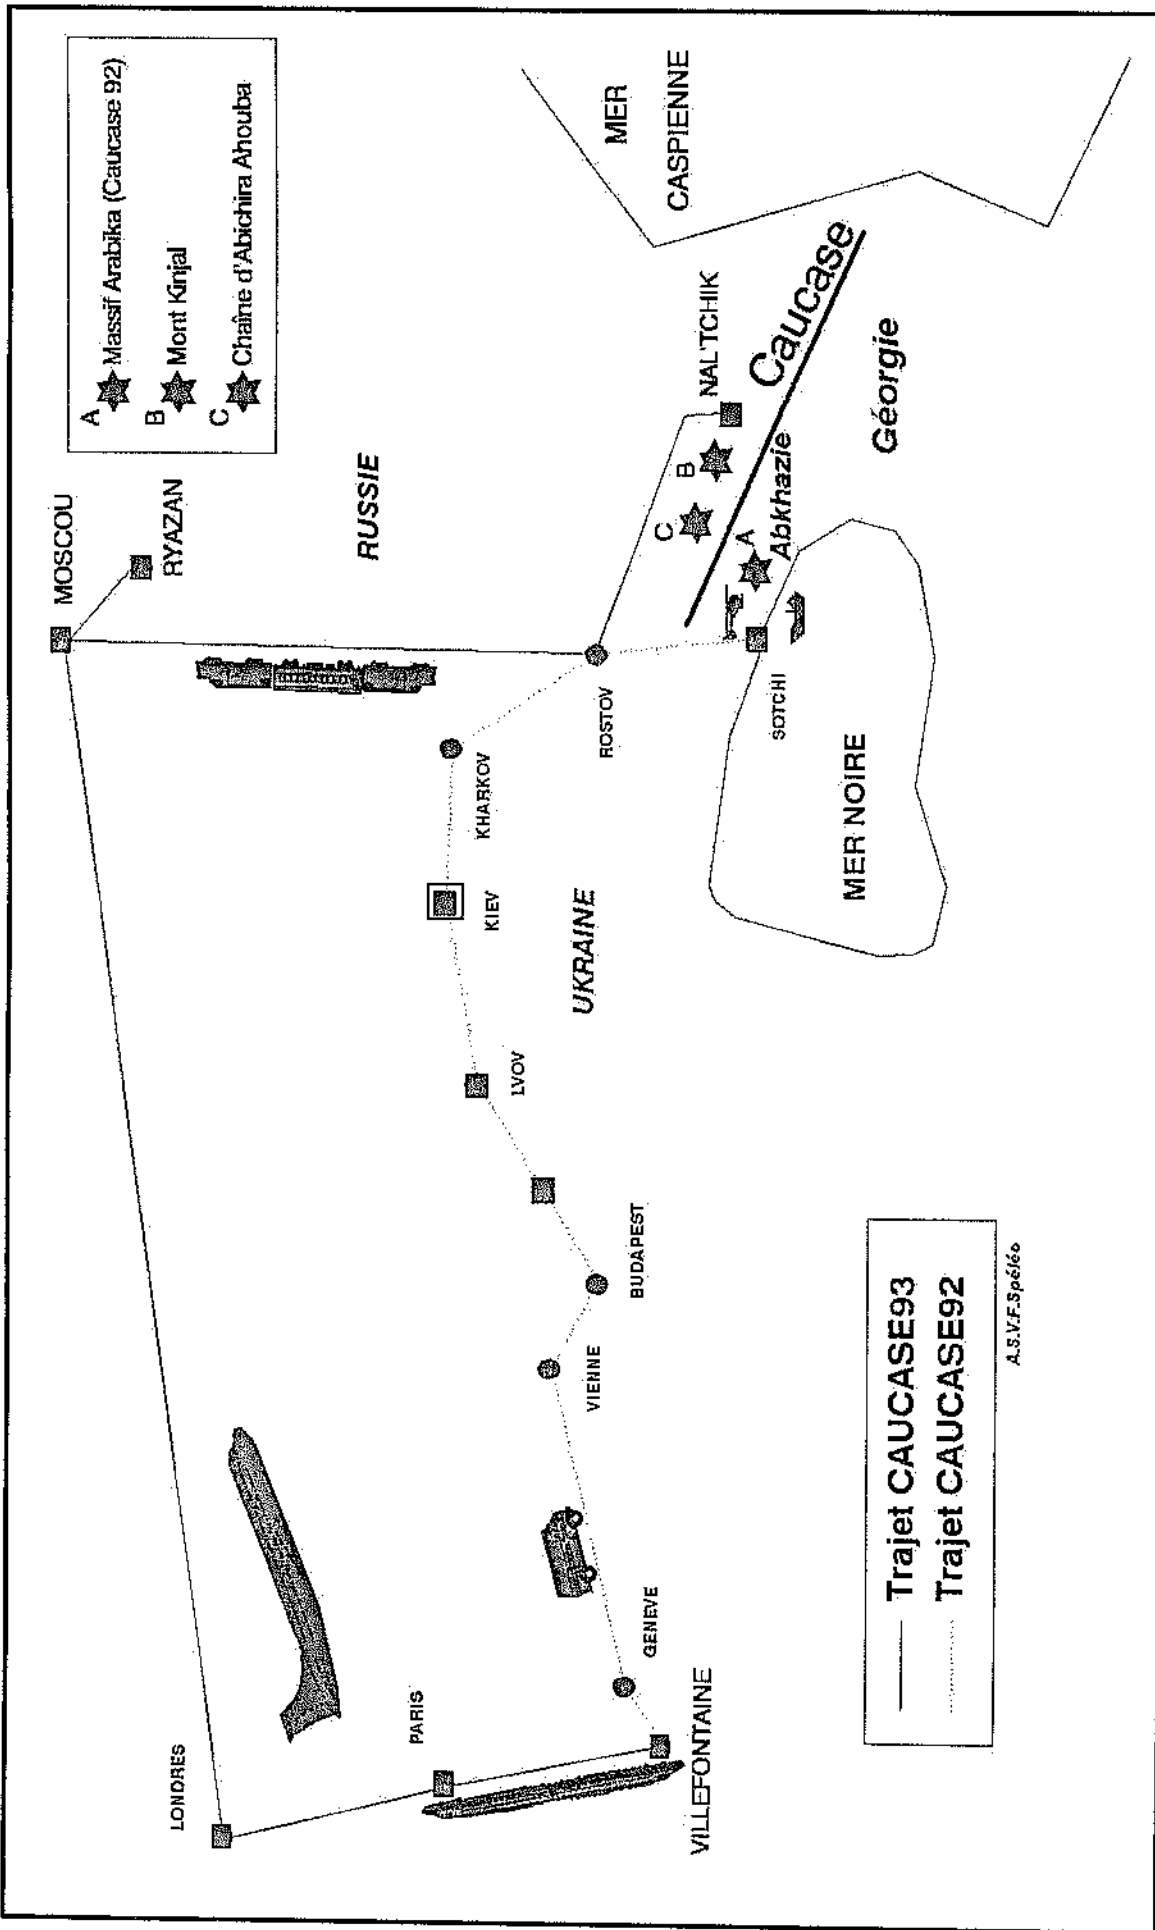 MOSCOU
RYAZAN
A
Massif Arabika (Caucase 92)
B
Mont Kinjal
C
Chaîne d'Abichira Ahouba
LONDRES
RUSSIE
PARIS
KIEV
KHARKOV
LVOV
UKRAINE
ROSTOV
MER
CASPIENNE
VIENNE
BUDAPEST
GENEVE
VILLEFONTAINE
C
B
NAL'TCHIK
A
Abkhazie
Caucase
SOTCHI
MER NOIRE
Géorgie
Trajet CAUCASE93
Trajet CAUCASE92
A.S.V.F.Spéléo